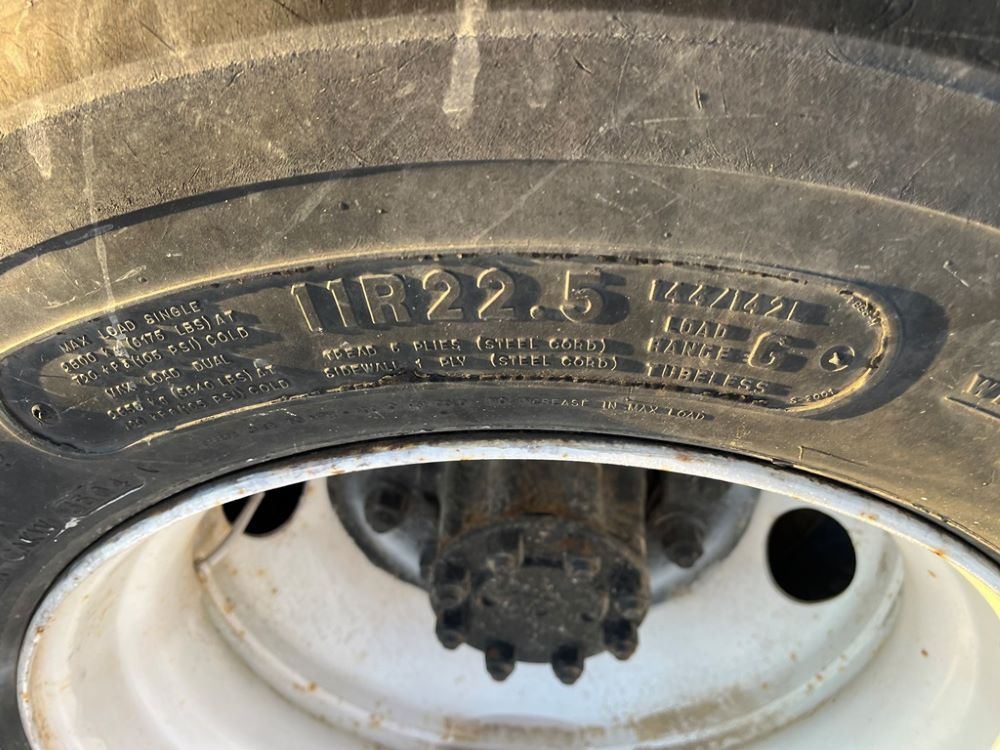 11R22.5
144/142L
LOAD
RANGE G
TUBELESS
MAX LOAD SINGLE
2800 KG (6175 LBS) AT
720 KPA (105 PSI) COLD
MAX LOAD DUAL
2650 KG (5840 LBS) AT
720 KPA (105 PSI) COLD
TREAD PLIES (STEEL CORD)
SIDEWALL 1 PLY (STEEL CORD)
NO INCREASE IN MAX LOAD